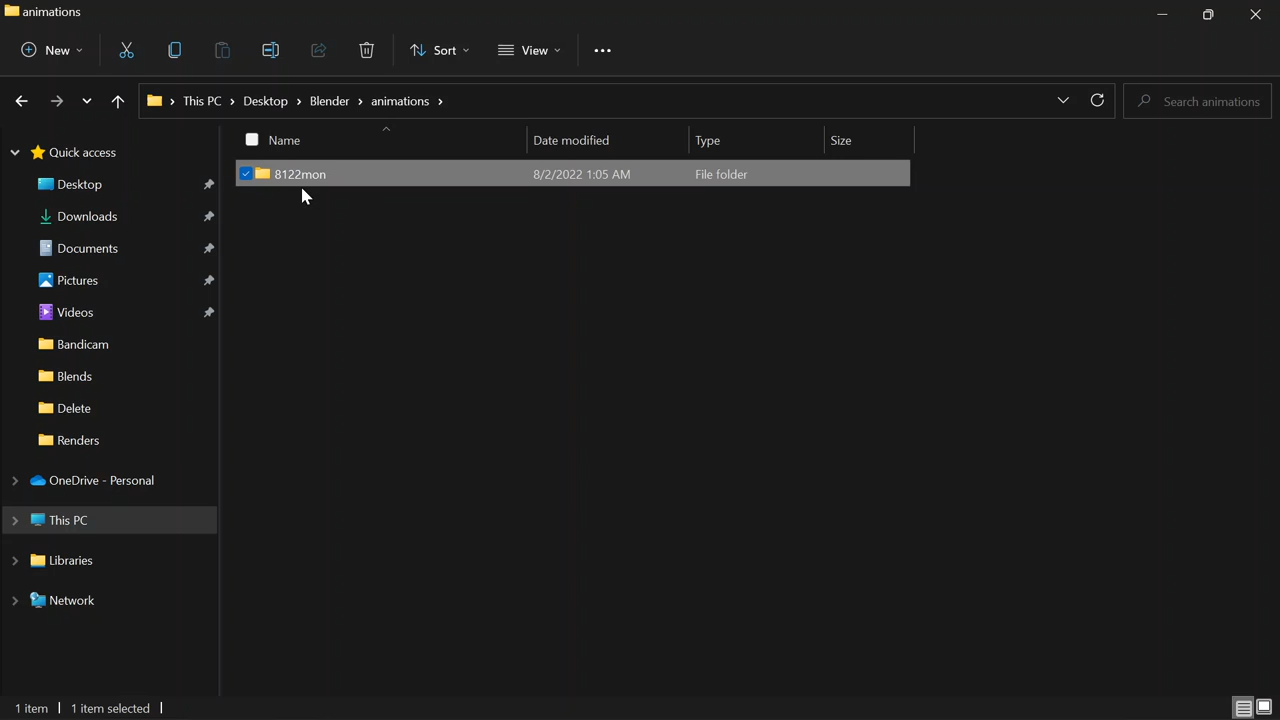 animations
New
Sort
View
This PC
Desktop
Blender
animations
Search animations
Name
Date modified
Type
Size
8122mon
8/2/2022 1:05 AM
File folder
Quick access
Desktop
Downloads
Documents
Pictures
Videos
Bandicam
Blends
Delete
Renders
OneDrive - Personal
This PC
Libraries
Network
1 item
1 item selected